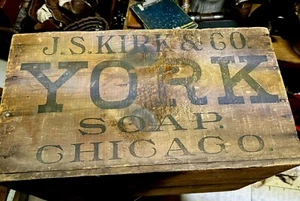 J.S. KIRK & CO.
YORK
SOAP.
CHICAGO.